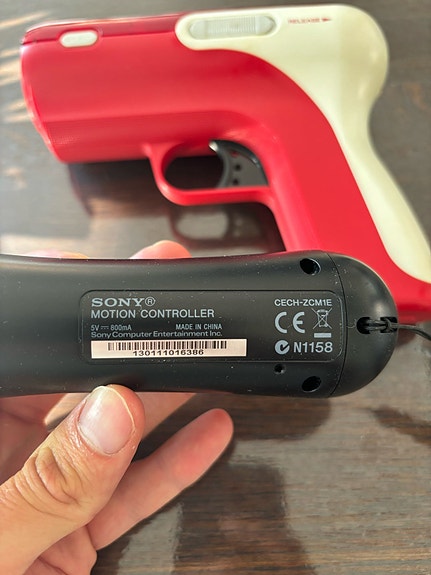 RELEASE
SONY®
MOTION CONTROLLER
5V ⎓ 800mA
MADE IN CHINA
Sony Computer Entertainment Inc.
130111016386
CECH-ZCM1E
CE
N1158